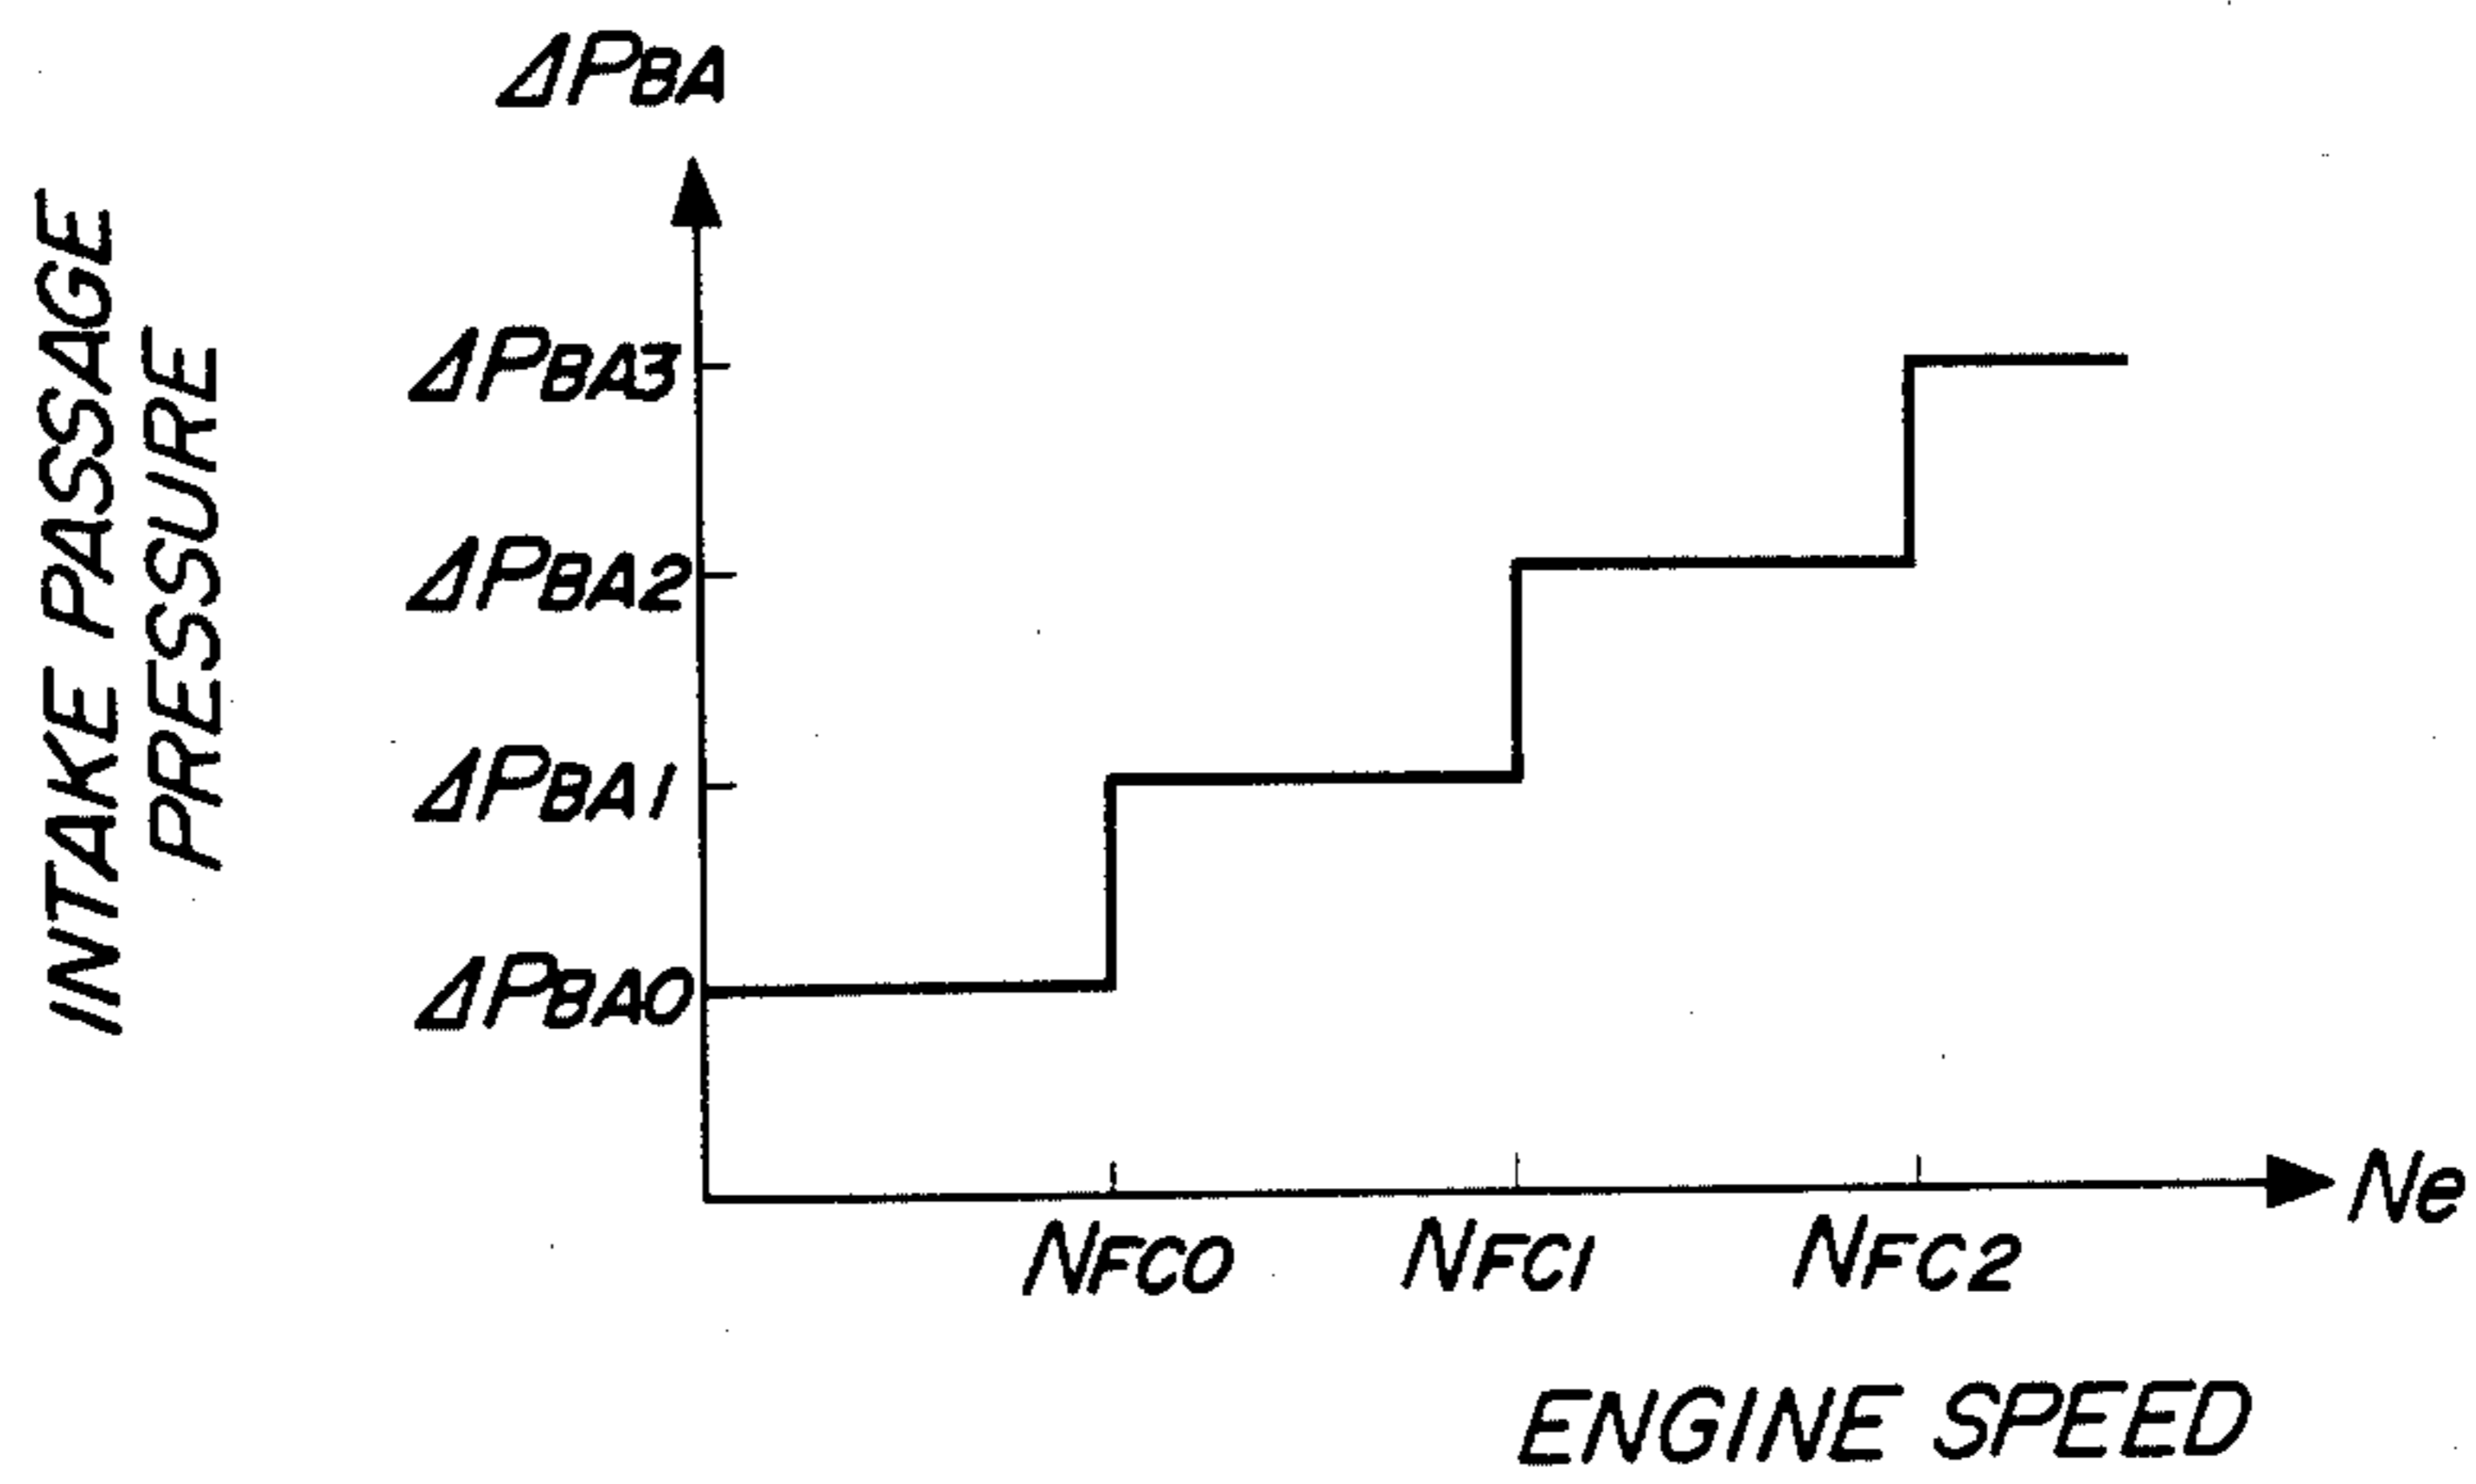 ΔPBA
INTAKE PASSAGE
PRESSURE
ΔPBA3
ΔPBA2
ΔPBA1
ΔPBA0
Ne
NFC0
NFC1
NFC2
ENGINE SPEED